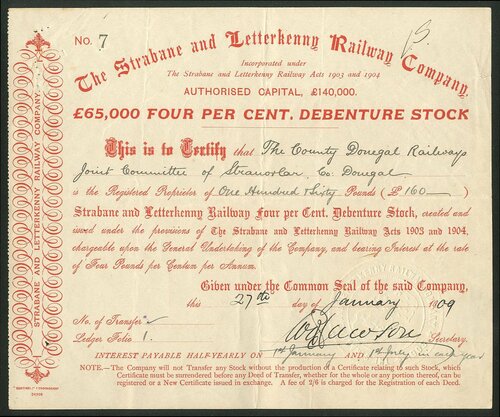 No. 7
The Strabane and Letterkenny Railway Company,
Incorporated under
The Strabane and Letterkenny Railway Acts 1903 and 1904
AUTHORISED CAPITAL, £140,000.
£65,000 FOUR PER CENT. DEBENTURE STOCK
This is to Certify that The County Donegal Railways
Joint Committee of Stranorlar, Co: Donegal
is the Registered Proprietor of One Hundred & Sixty Pounds (£160)
Strabane and Letterkenny Railway Four per Cent. Debenture Stock, created and
issued under the provisions of The Strabane and Letterkenny Railway Acts 1903 and 1904,
chargeable upon the General Undertaking of the Company, and bearing Interest at the rate
of Four Pounds per Centum per Annum.
Given under the Common Seal of the said Company,
this 27th day of January 1909
No. of Transfer
Ledger Folio 1.
Secretary.
INTEREST PAYABLE HALF-YEARLY ON 1st January AND 1st July in each year
NOTE.—The Company will not Transfer any Stock without the production of a Certificate relating to such Stock, which
Certificate must be surrendered before any Deed of Transfer, whether for the whole or any portion thereof, can be
registered or a New Certificate issued in exchange. A fee of 2/6 is charged for the Registration of each Deed.
STRABANE AND LETTERKENNY RAILWAY COMPANY.